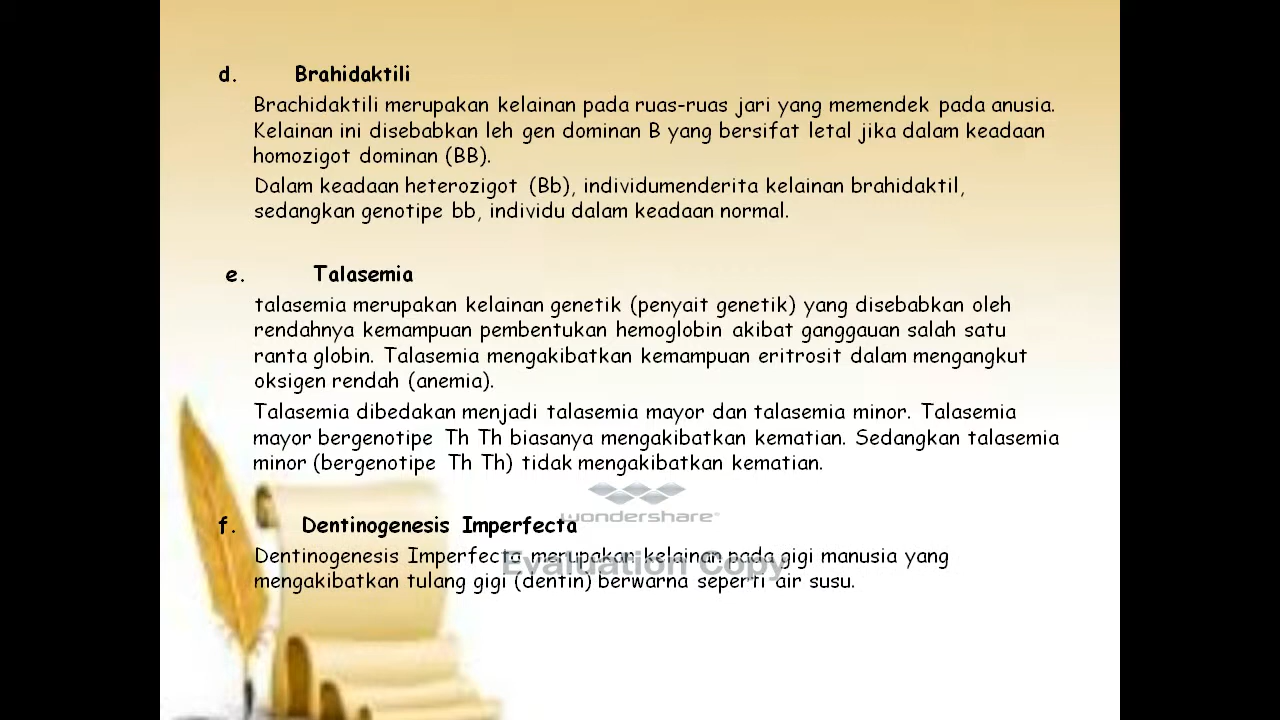 d. Brahidaktili
Brachidaktili merupakan kelainan pada ruas-ruas jari yang memendek pada anusia.
Kelainan ini disebabkan leh gen dominan B yang bersifat letal jika dalam keadaan
homozigot dominan (BB).
Dalam keadaan heterozigot (Bb), individumenderita kelainan brahidaktil,
sedangkan genotipe bb, individu dalam keadaan normal.
e. Talasemia
talasemia merupakan kelainan genetik (penyait genetik) yang disebabkan oleh
rendahnya kemampuan pembentukan hemoglobin akibat ganggauan salah satu
ranta globin. Talasemia mengakibatkan kemampuan eritrosit dalam mengangkut
oksigen rendah (anemia).
Talasemia dibedakan menjadi talasemia mayor dan talasemia minor. Talasemia
mayor bergenotipe Th Th biasanya mengakibatkan kematian. Sedangkan talasemia
minor (bergenotipe Th Th) tidak mengakibatkan kematian.
wondershare
f. Dentinogenesis Imperfecta
Dentinogenesis Imperfecta merupakan kelainan pada gigi manusia yang
Evaluation Copy
mengakibatkan tulang gigi (dentin) berwarna seperti air susu.